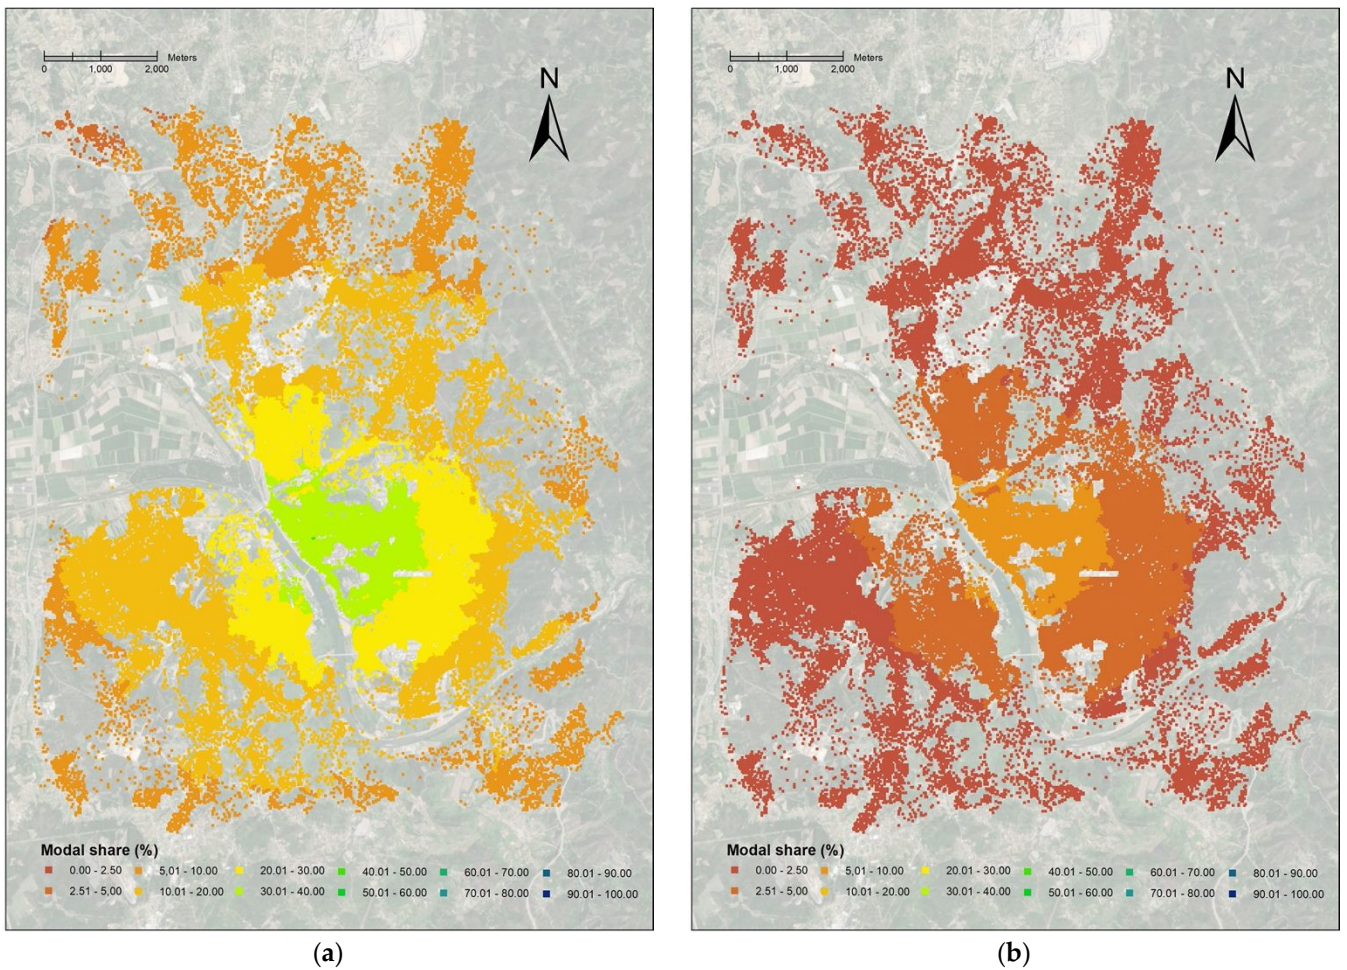 Meters
0 1,000 2,000
N
Modal share (%)
0.00 - 2.50 5,01 - 10.00 20.01 - 30.00 40.01 - 50.00 60.01 - 70.00 80.01 - 90.00
2.51 - 5.00 10.01 - 20.00 30.01 - 40.00 50.01 - 60.00 70.01 - 80.00 90.01 - 100.00
(a)
Meters
0 1,000 2,000
N
Modal share (%)
0.00 - 2.50 5.01 - 10.00 20.01 - 30.00 40.01 - 50.00 60.01 - 70.00 80.01 - 90.00
2.51 - 5.00 10.01 - 20.00 30.01 - 40.00 50.01 - 60.00 70.01 - 80.00 90.01 - 100.00
(b)